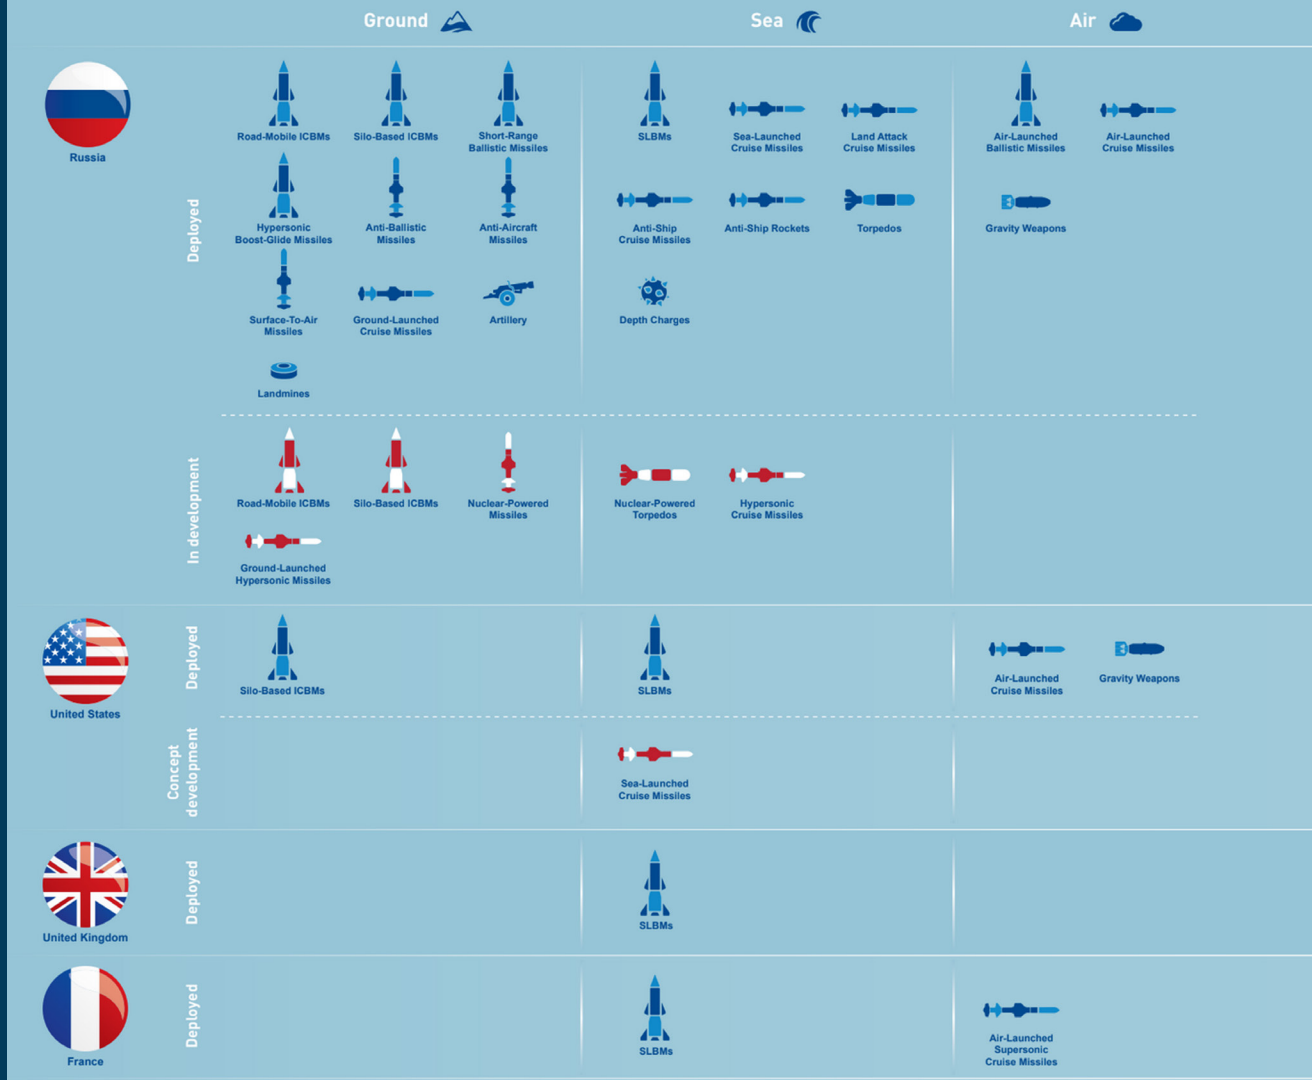 Ground
Sea
Air
Russia
Deployed
Road-Mobile ICBMs
Silo-Based ICBMs
Short-Range
Ballistic Missiles
SLBMs
Sea-Launched
Cruise Missiles
Land Attack
Cruise Missiles
Air-Launched
Ballistic Missiles
Air-Launched
Cruise Missiles
Hypersonic
Boost-Glide Missiles
Anti-Ballistic
Missiles
Anti-Aircraft
Missiles
Anti-Ship
Cruise Missiles
Anti-Ship Rockets
Torpedos
Gravity Weapons
Surface-To-Air
Missiles
Ground-Launched
Cruise Missiles
Artillery
Depth Charges
Landmines
In development
Road-Mobile ICBMs
Silo-Based ICBMs
Nuclear-Powered
Missiles
Nuclear-Powered
Torpedos
Hypersonic
Cruise Missiles
Ground-Launched
Hypersonic Missiles
United States
Deployed
Silo-Based ICBMs
SLBMs
Air-Launched
Cruise Missiles
Gravity Weapons
Concept
development
Sea-Launched
Cruise Missiles
United Kingdom
Deployed
SLBMs
France
Deployed
SLBMs
Air-Launched
Supersonic
Cruise Missiles